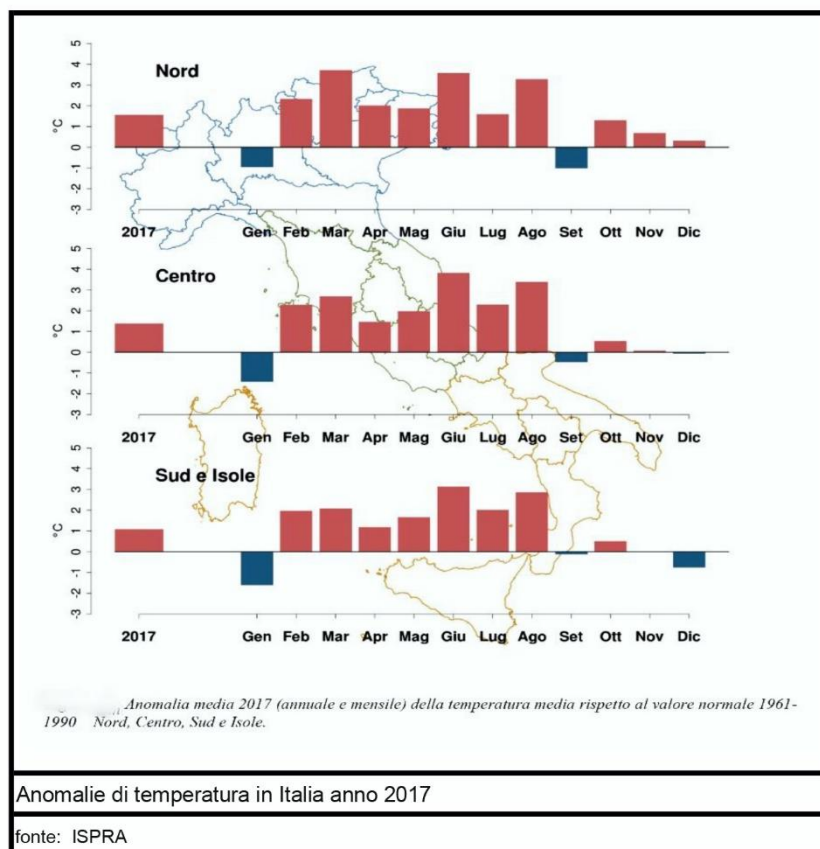 5
4
3
2
1
0
-1
-2
-3
°C
Nord
2017 Gen Feb Mar Apr Mag Giu Lug Ago Set Ott Nov Dic
5
4
3
2
1
0
-1
-2
-3
°C
Centro
2017 Gen Feb Mar Apr Mag Giu Lug Ago Set Ott Nov Dic
5
4
3
2
1
0
-1
-2
-3
°C
Sud e Isole
2017 Gen Feb Mar Apr Mag Giu Lug Ago Set Ott Nov Dic
Anomalia media 2017 (annuale e mensile) della temperatura media rispetto al valore normale 1961-
1990 Nord, Centro, Sud e Isole.
Anomalie di temperatura in Italia anno 2017
fonte: ISPRA